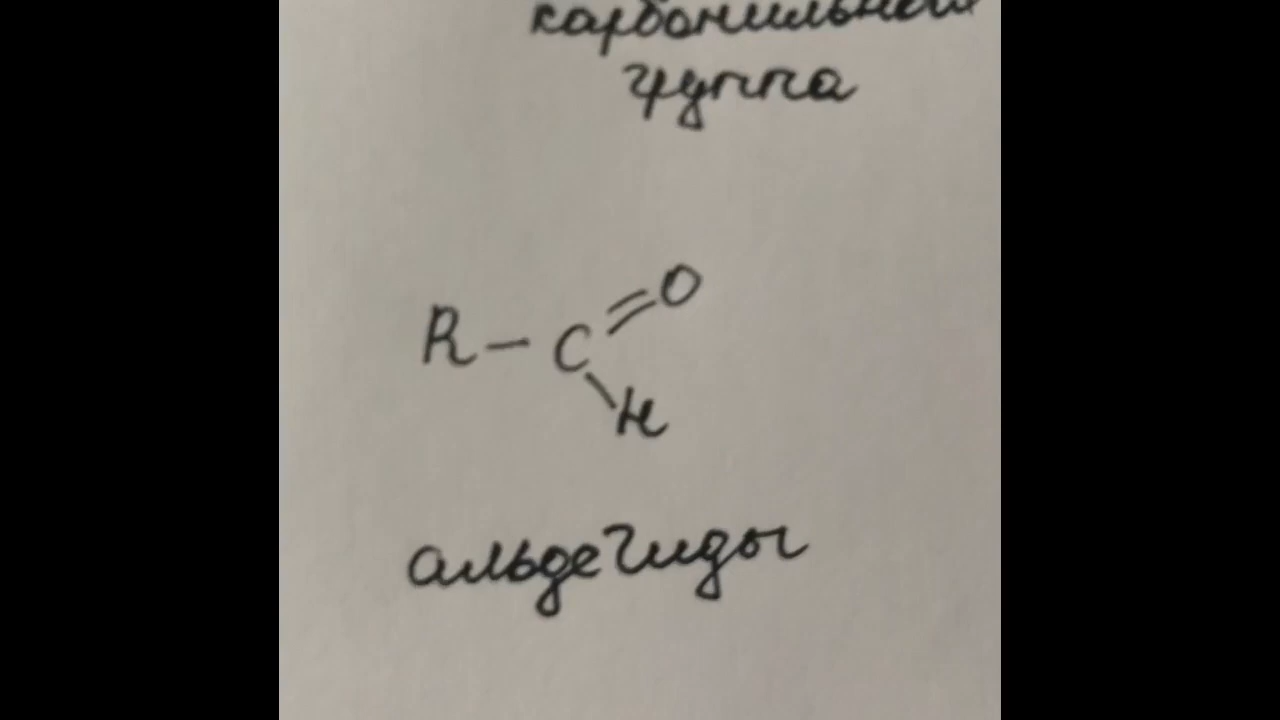 карбонильная
группа
R – C
=O
H
альдегиды